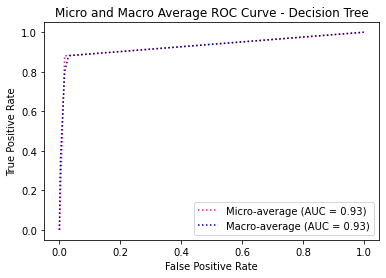 Micro and Macro Average ROC Curve - Decision Tree
True Positive Rate
1.0
0.8
0.6
0.4
0.2
0.0
Micro-average (AUC = 0.93)
Macro-average (AUC = 0.93)
0.0 0.2 0.4 0.6 0.8 1.0
False Positive Rate